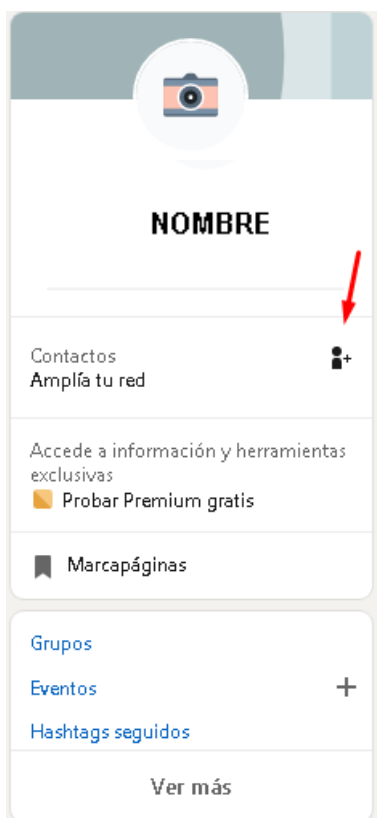 NOMBRE
Contactos
Amplía tu red
Accede a información y herramientas
exclusivas
Probar Premium gratis
Marcapáginas
Grupos
Eventos
Hashtags seguidos
Ver más